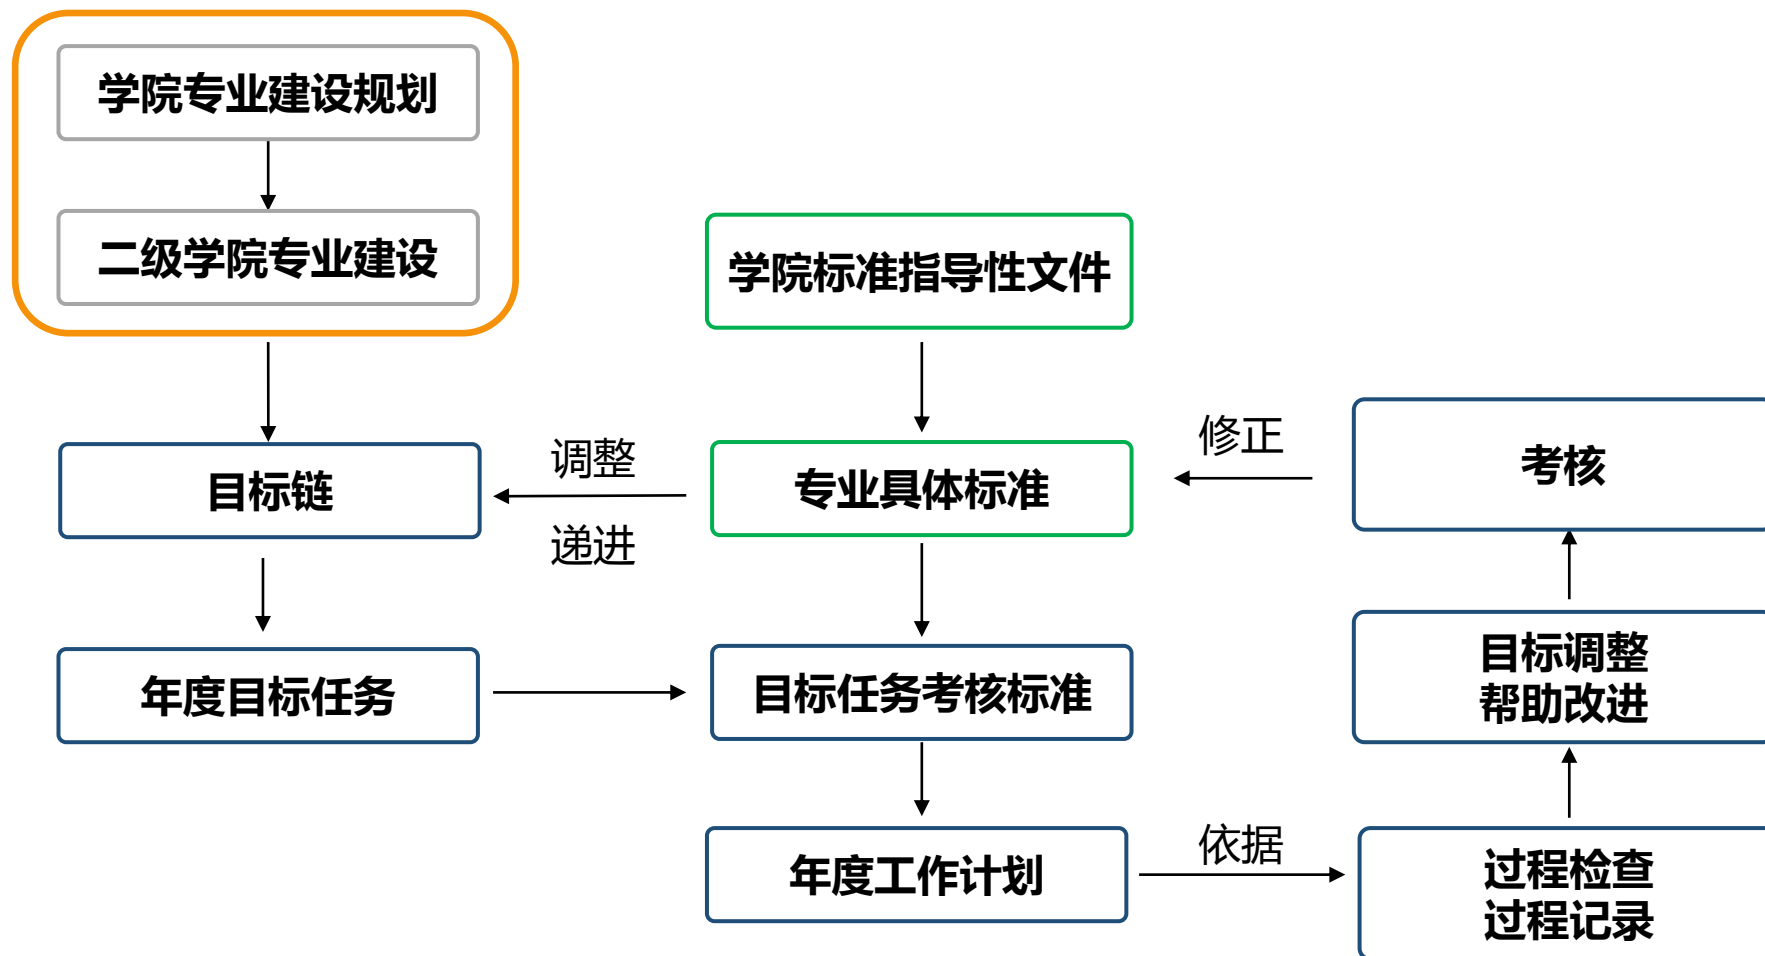 学院专业建设规划
二级学院专业建设
学院标准指导性文件
目标链
调整
递进
专业具体标准
修正
考核
年度目标任务
目标任务考核标准
目标调整
帮助改进
年度工作计划
依据
过程检查
过程记录